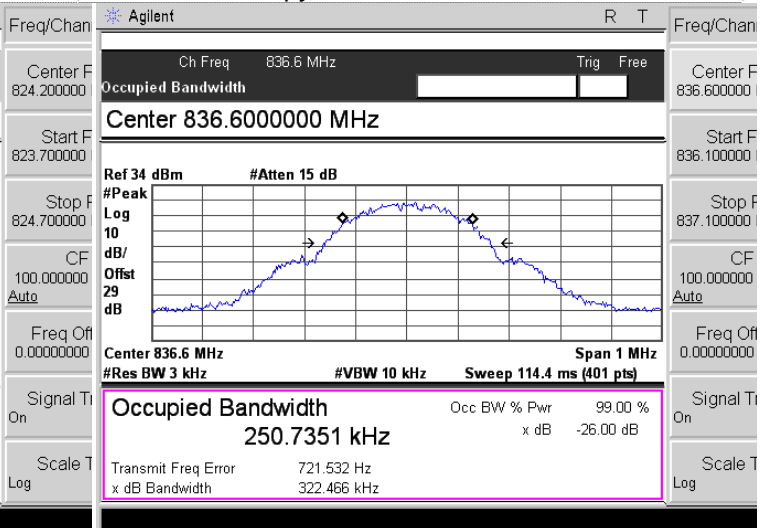 Freq/Chan
Center F
824.200000
Start F
823.700000
Stop F
824.700000
CF
100.000000
Auto
Freq Off
0.00000000
Signal Tr
On
Scale T
Log
Agilent
R T
Ch Freq 836.6 MHz Trig Free
Occupied Bandwidth
Center 836.6000000 MHz
Ref 34 dBm #Atten 15 dB
#Peak
Log
10
dB/
Offst
29
dB
Center 836.6 MHz Span 1 MHz
#Res BW 3 kHz #VBW 10 kHz Sweep 114.4 ms (401 pts)
Occupied Bandwidth
250.7351 kHz
Occ BW % Pwr 99.00 %
x dB -26.00 dB
Transmit Freq Error 721.532 Hz
x dB Bandwidth 322.466 kHz
Freq/Chan
Center F
836.600000
Start F
836.100000
Stop F
837.100000
CF
100.000000
Auto
Freq Off
0.00000000
Signal Tr
On
Scale T
Log